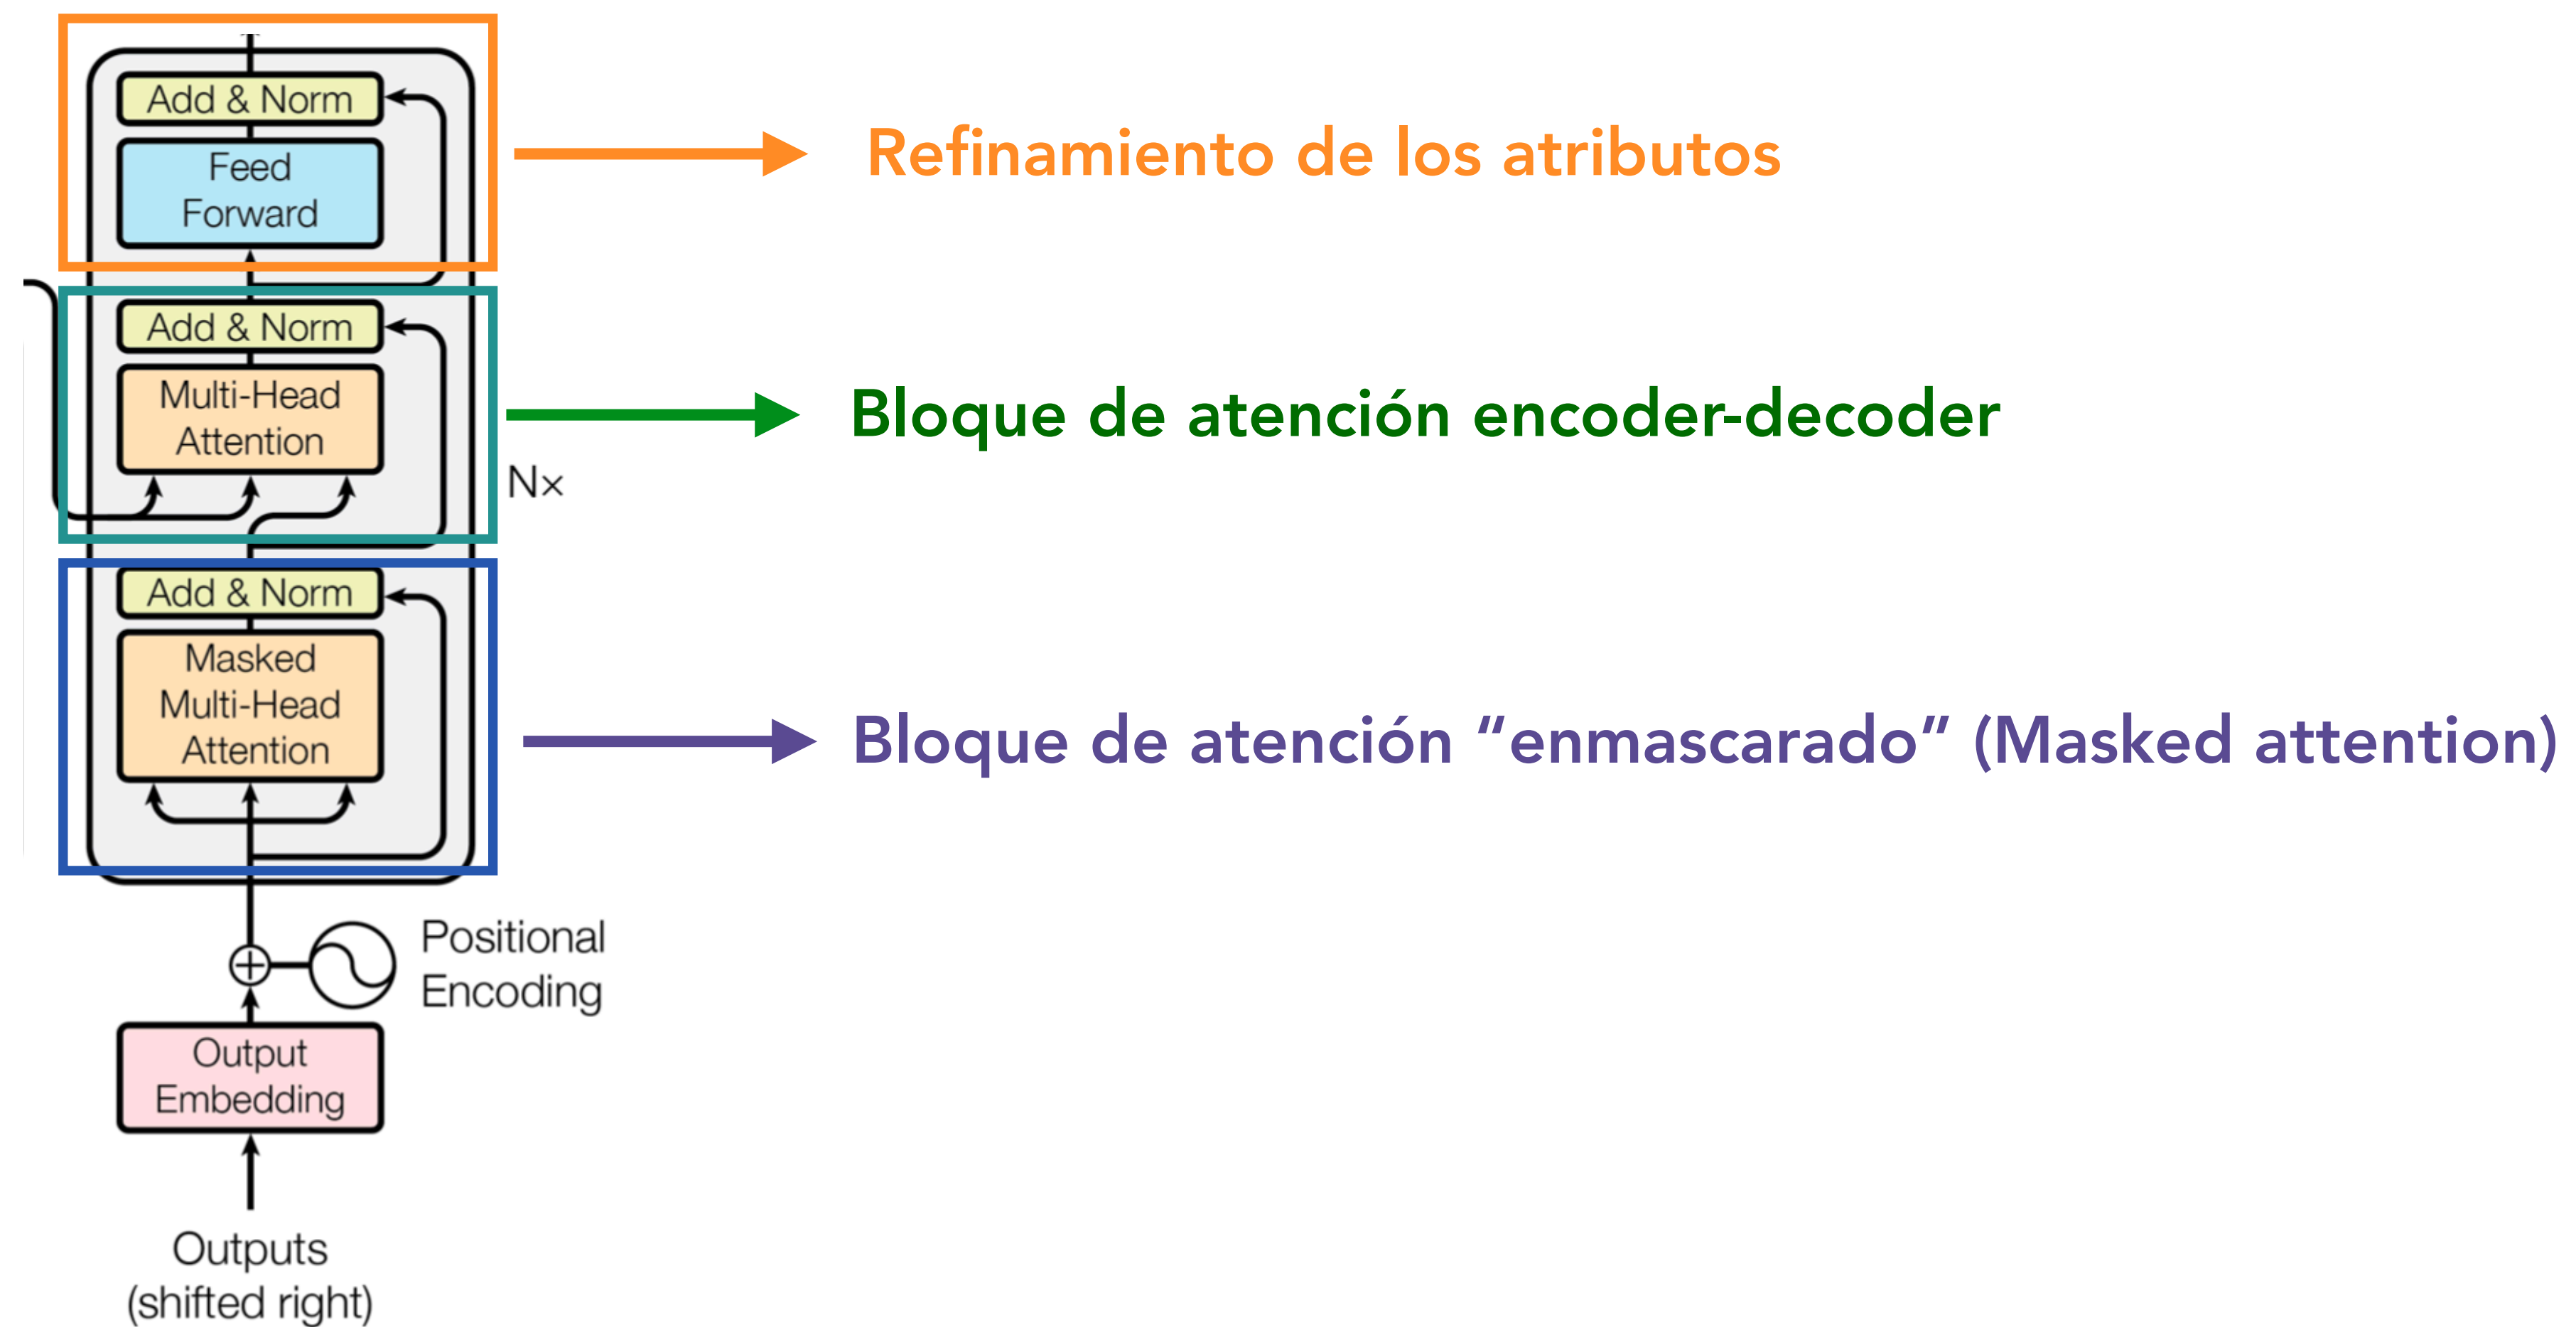 Add & Norm
Feed
Forward
Refinamiento de los atributos
Add & Norm
Multi-Head
Attention
Bloque de atención encoder-decoder
N×
Add & Norm
Masked
Multi-Head
Attention
Bloque de atención “enmascarado” (Masked attention)
Positional
Encoding
Output
Embedding
Outputs
(shifted right)